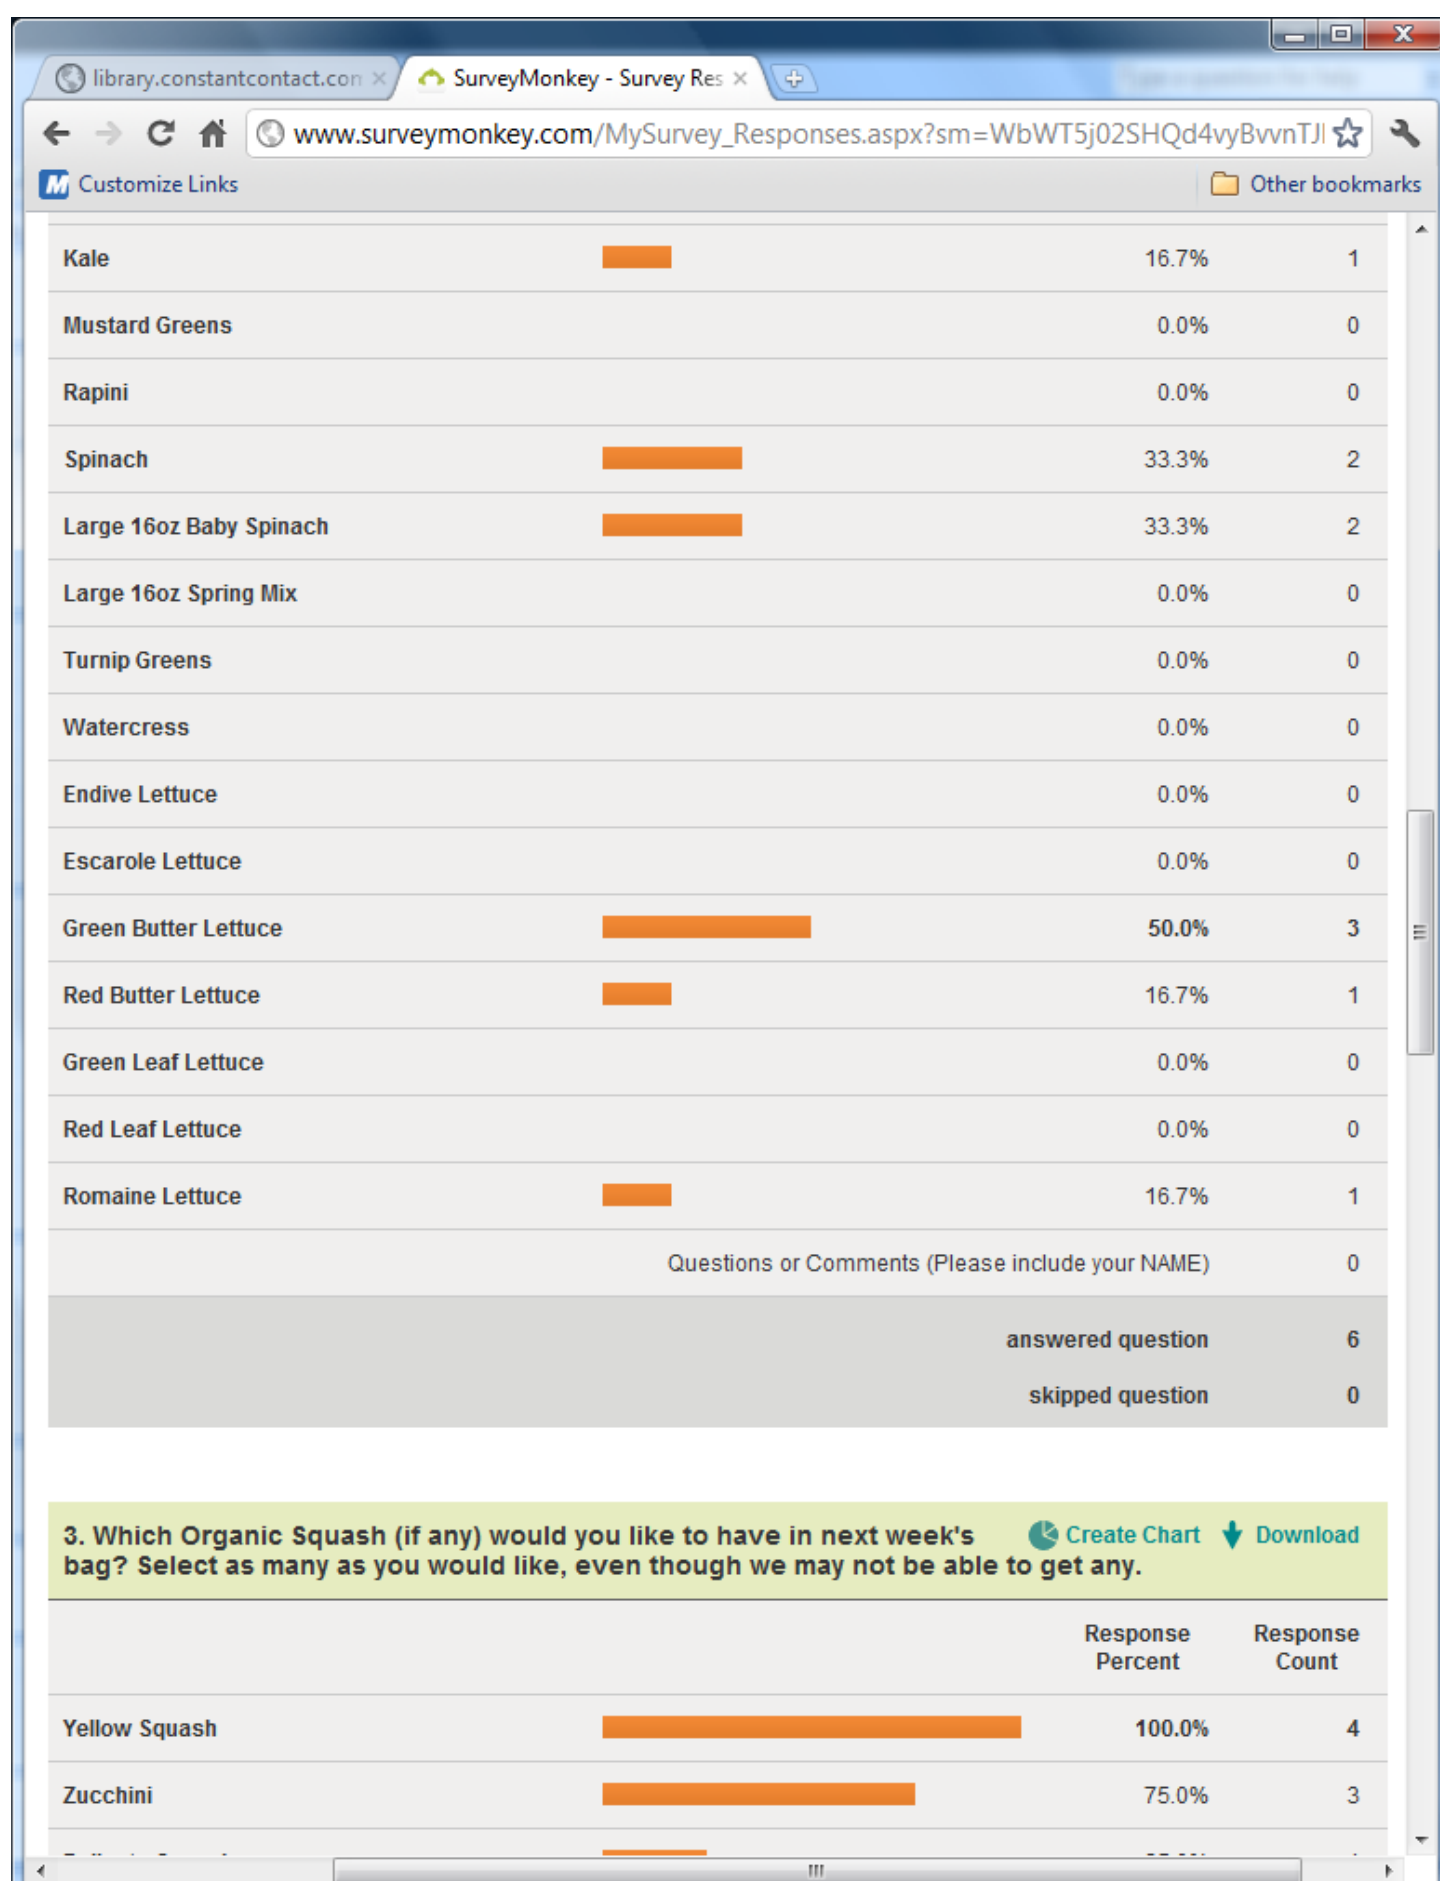 library.constantcontact.con
SurveyMonkey - Survey Res
www.surveymonkey.com/MySurvey_Responses.aspx?sm=WbWT5j02SHQd4vyBvvnTJ
Customize Links Other bookmarks
Kale 16.7% 1
Mustard Greens 0.0% 0
Rapini 0.0% 0
Spinach 33.3% 2
Large 16oz Baby Spinach 33.3% 2
Large 16oz Spring Mix 0.0% 0
Turnip Greens 0.0% 0
Watercress 0.0% 0
Endive Lettuce 0.0% 0
Escarole Lettuce 0.0% 0
Green Butter Lettuce 50.0% 3
Red Butter Lettuce 16.7% 1
Green Leaf Lettuce 0.0% 0
Red Leaf Lettuce 0.0% 0
Romaine Lettuce 16.7% 1
Questions or Comments (Please include your NAME) 0
answered question 6
skipped question 0
3. Which Organic Squash (if any) would you like to have in next week's Create Chart Download
bag? Select as many as you would like, even though we may not be able to get any.
Response Response
Percent Count
Yellow Squash 100.0% 4
Zucchini 75.0% 3